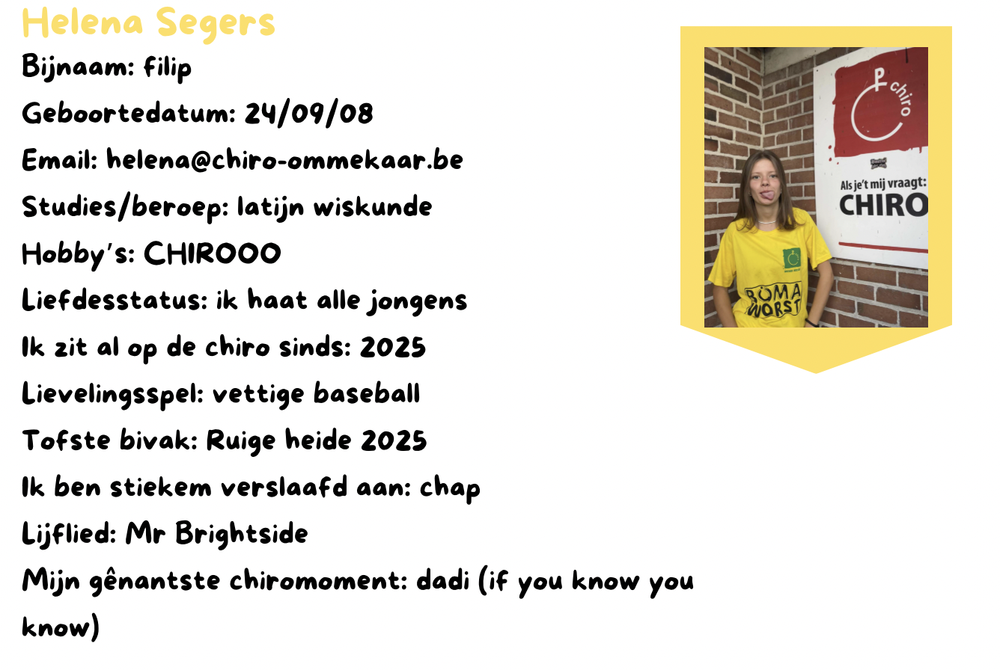 Helena Segers
Bijnaam: filip
Geboortedatum: 24/09/08
Email: helena@chiro-ommekaar.be
Studies/beroep: latijn wiskunde
Hobby's: CHIROOO
Liefdesstatus: ik haat alle jongens
Ik zit al op de chiro sinds: 2025
Lievelingsspel: vettige baseball
Tofste bivak: Ruige heide 2025
Ik ben stiekem verslaafd aan: chap
Lijflied: Mr Brightside
Mijn gênantste chiromoment: dadi (if you know you
know)
chiro
Als je't mij vraagt:
CHIRO
BOMA
WORST